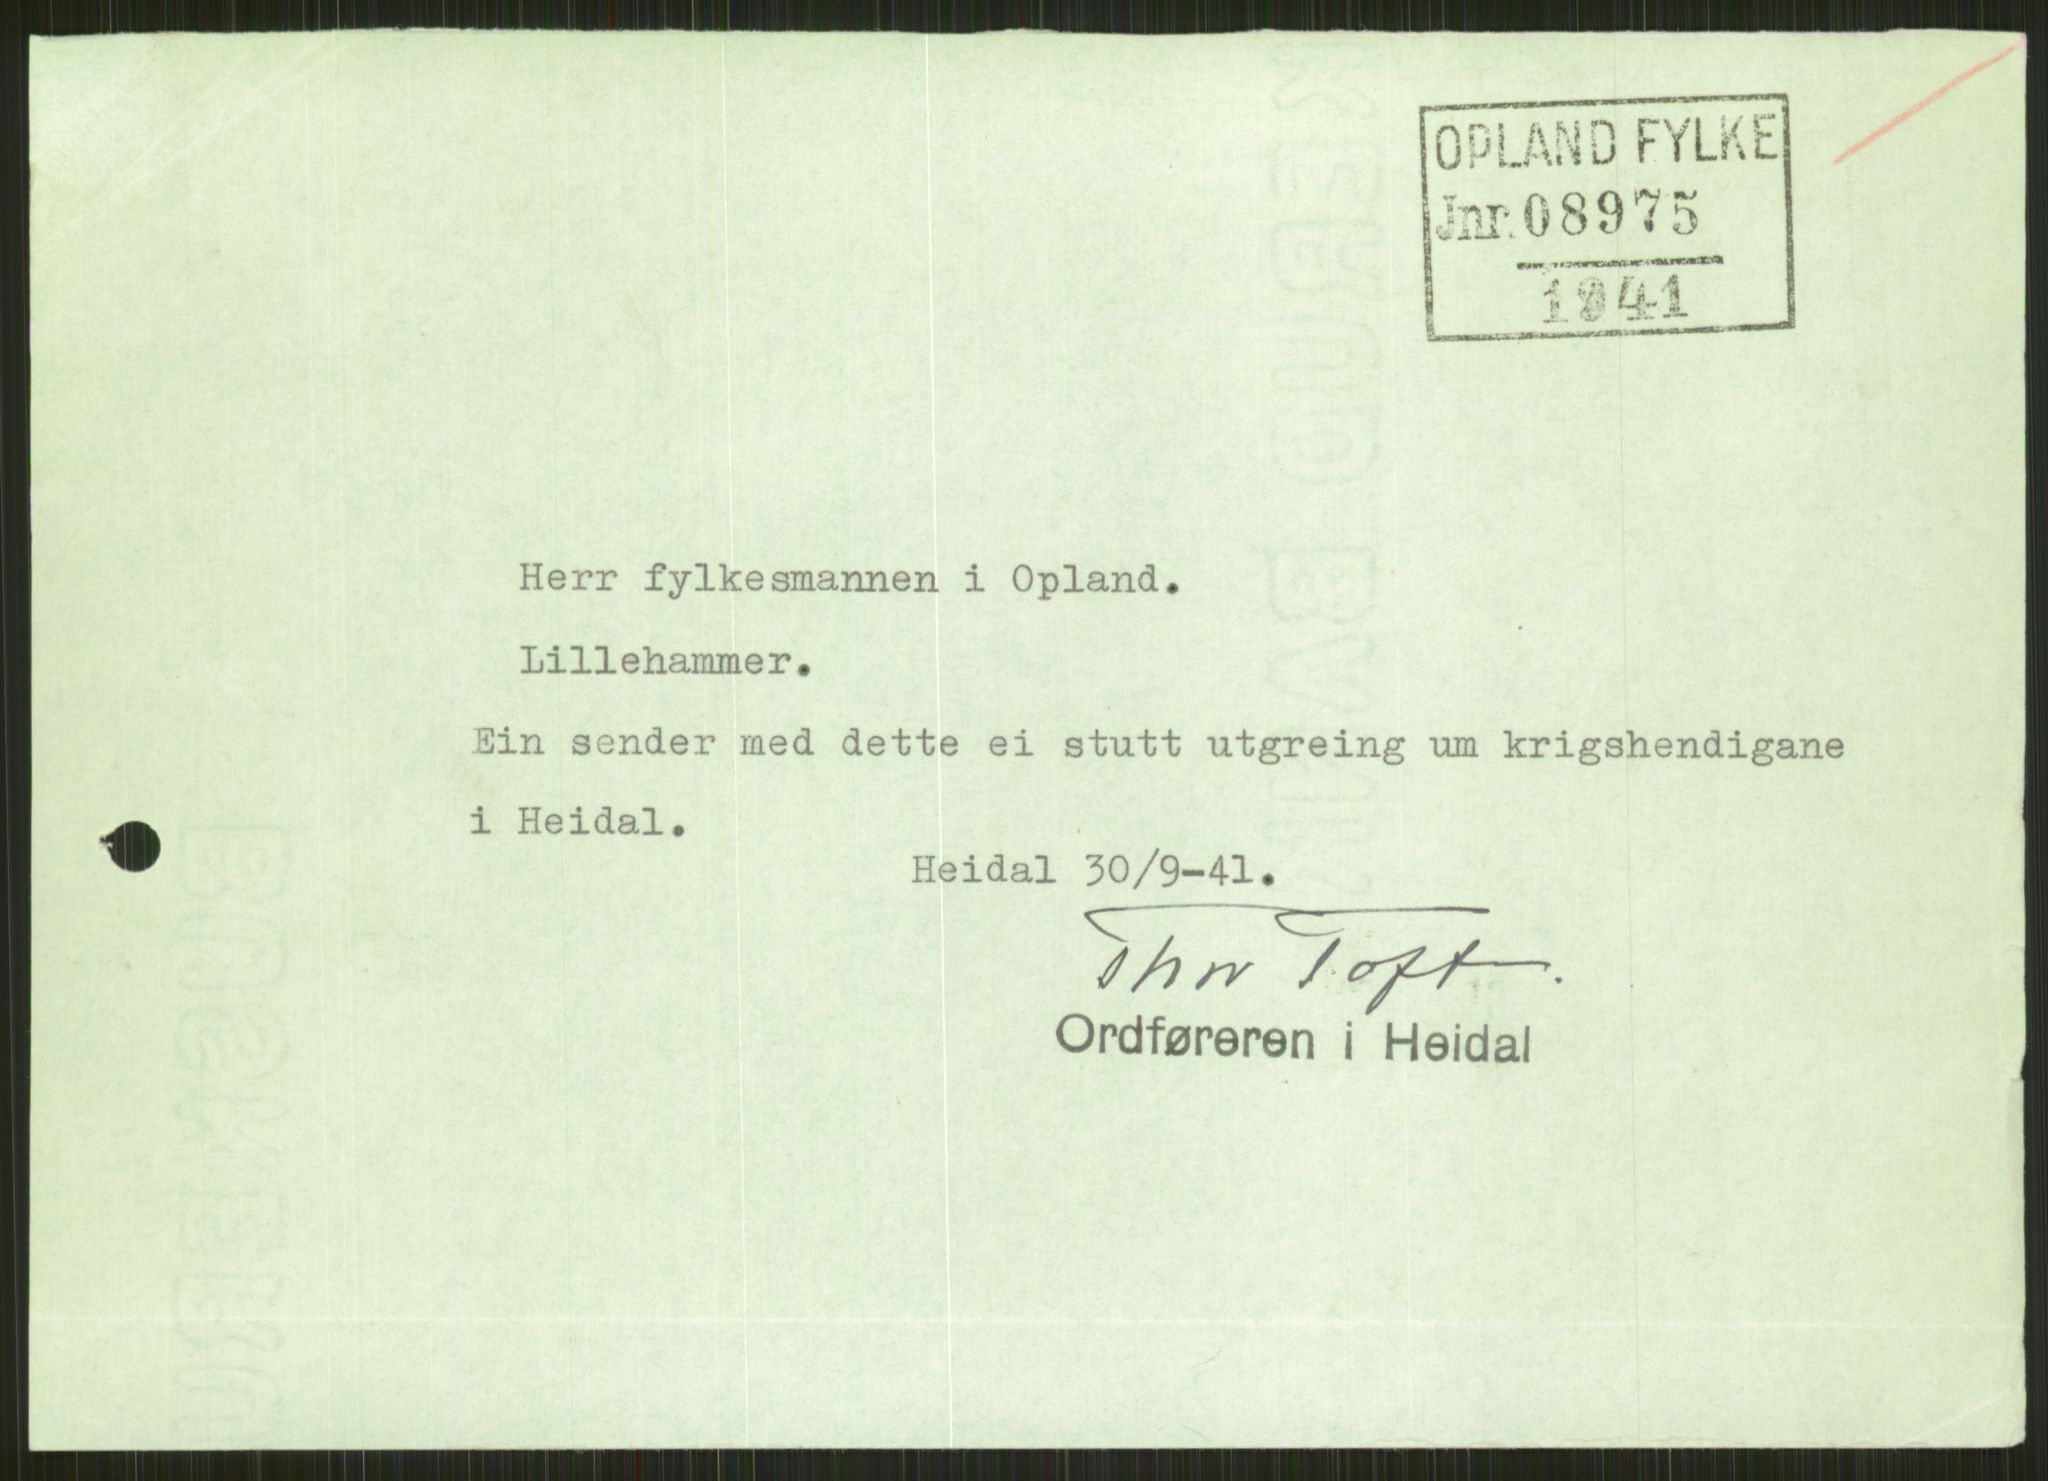 OPLAND FYLKE
Jnr. 08975
1941
Herr fylkesmannen i Opland.
Lillehammer.
Ein sender med dette ei stutt utgreing um krigshendigane
i Heidal.
Heidal 30/9-41.
Thor Toft.
Ordføreren i Heidal